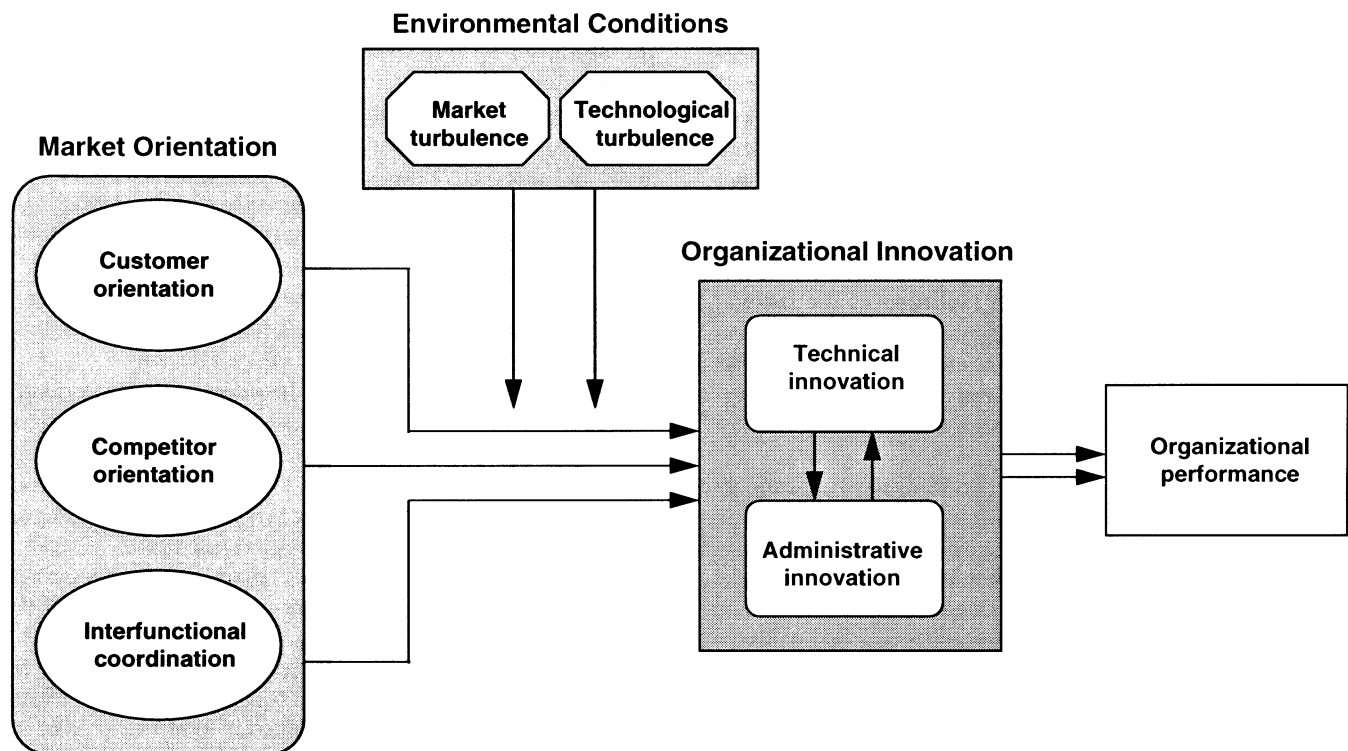 Environmental Conditions
Market
turbulence
Technological
turbulence
Market Orientation
Customer
orientation
Competitor
orientation
Interfunctional
coordination
Organizational Innovation
Technical
innovation
Administrative
innovation
Organizational
performance